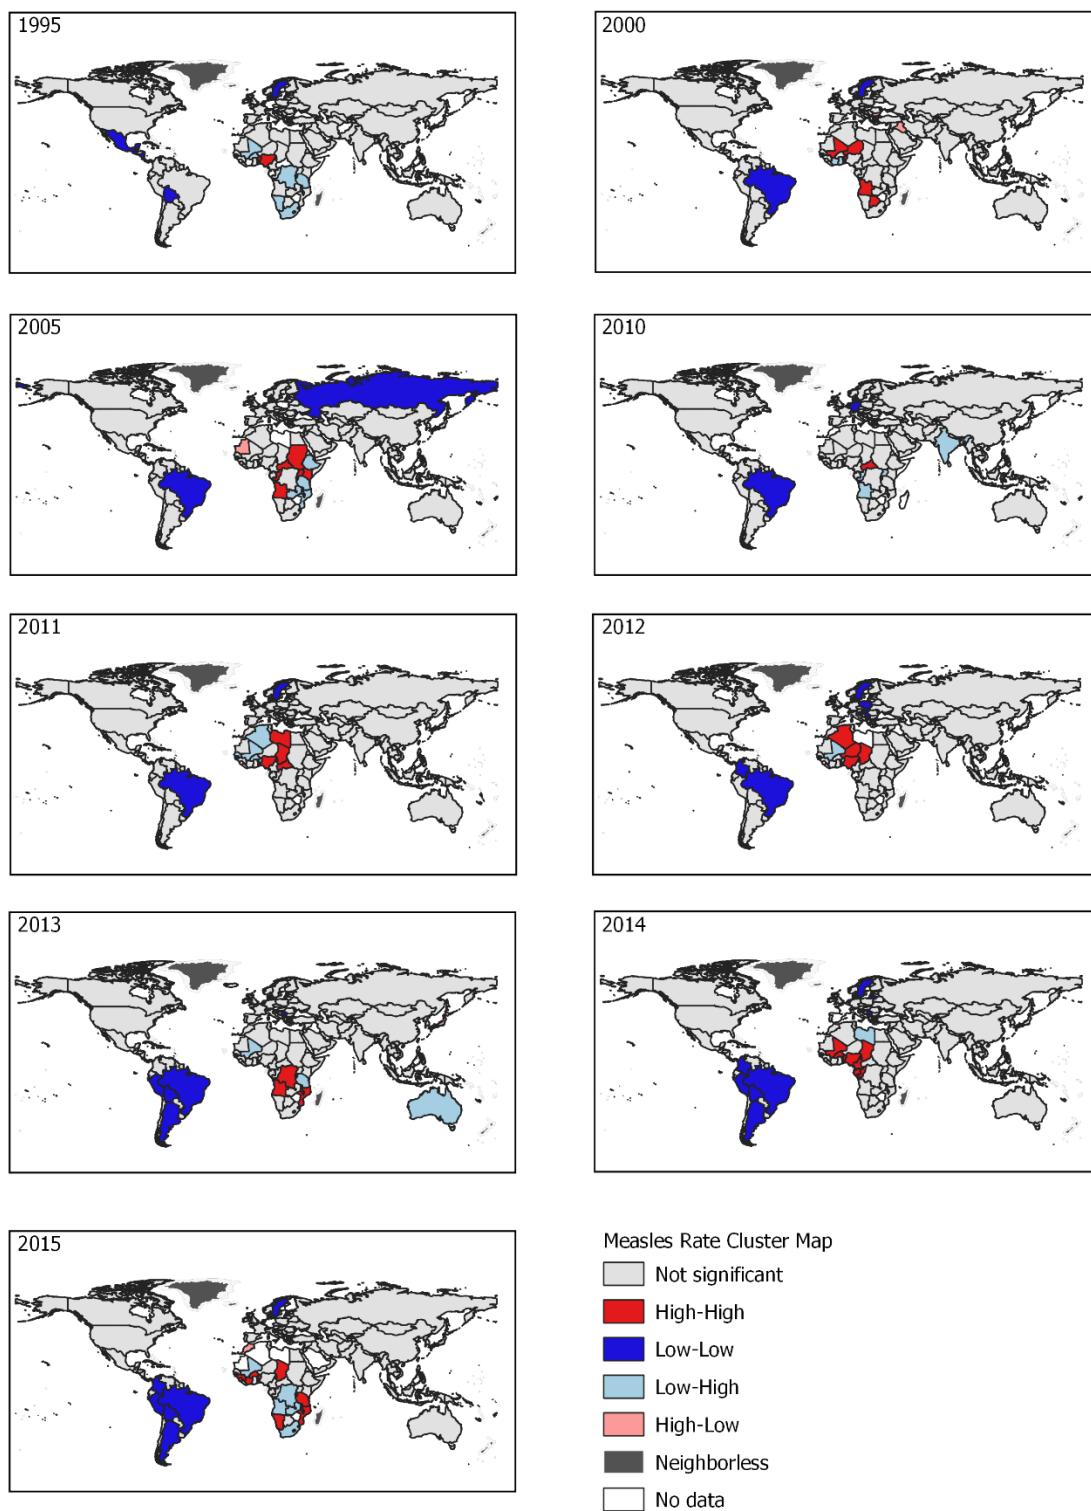 1995
2000
2005
2010
2011
2012
2013
2014
2015
Measles Rate Cluster Map
Not significant
High-High
Low-Low
Low-High
High-Low
Neighborless
No data